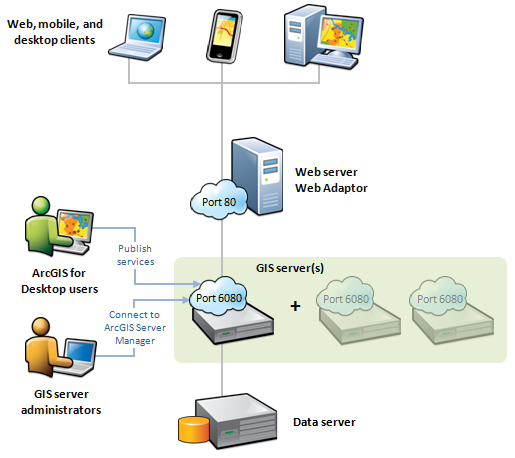 Web, mobile, and
desktop clients
Web server
Web Adaptor
Port 80
Publish
services
ArcGIS for
Desktop users
GIS server(s)
Port 6080
+
Port 6080
Port 6080
Connect to
ArcGIS Server
Manager
GIS server
administrators
Data server